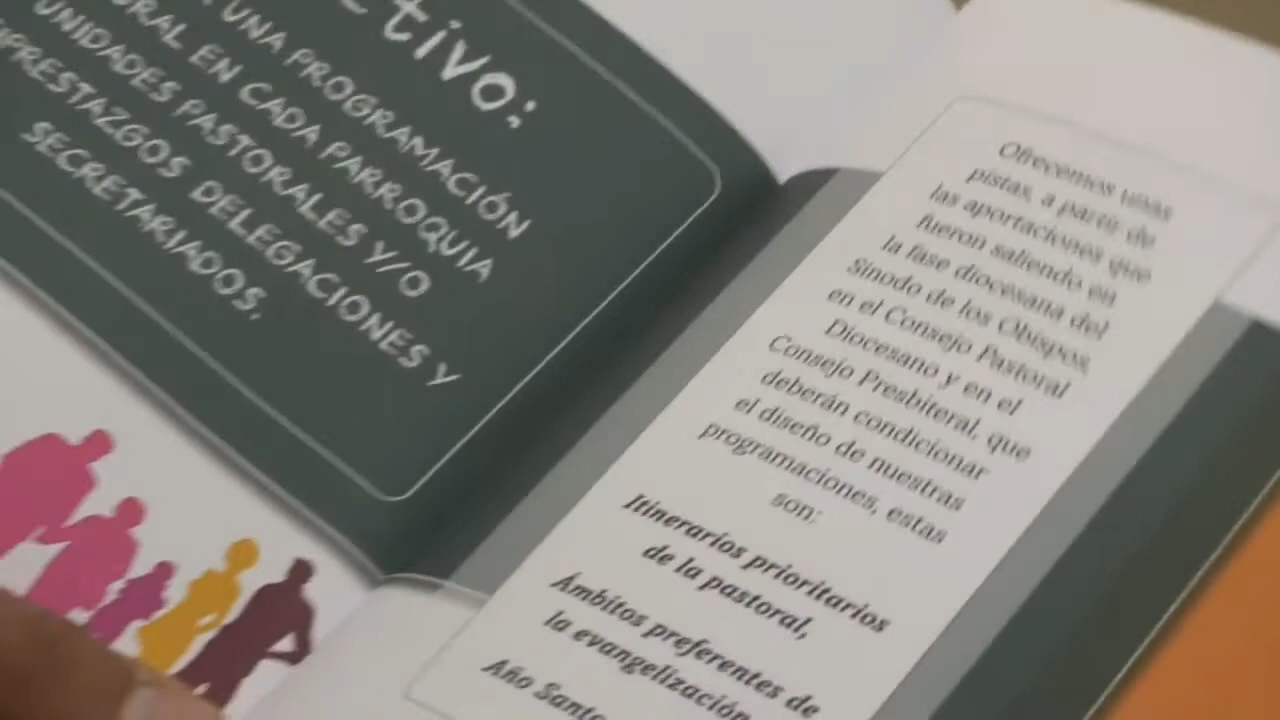 tivo:
UNA PROGRAMACIÓN
RAL EN CADA PARROQUIA
UNIDADES PASTORALES Y/O
PRESTAZGOS DELEGACIONES Y
SECRETARIADOS.
Ofrecemos unas
pistas, a partir de
las aportaciones que
fueron saliendo en
la fase diocesana del
Sínodo de los Obispos,
en el Consejo Pastoral
Diocesano y en el
Consejo Presbiteral, que
deberán condicionar
el diseño de nuestras
programaciones, estas
son:
Itinerarios prioritarios
de la pastoral,
Ámbitos preferentes de
la evangelización
Año Santo